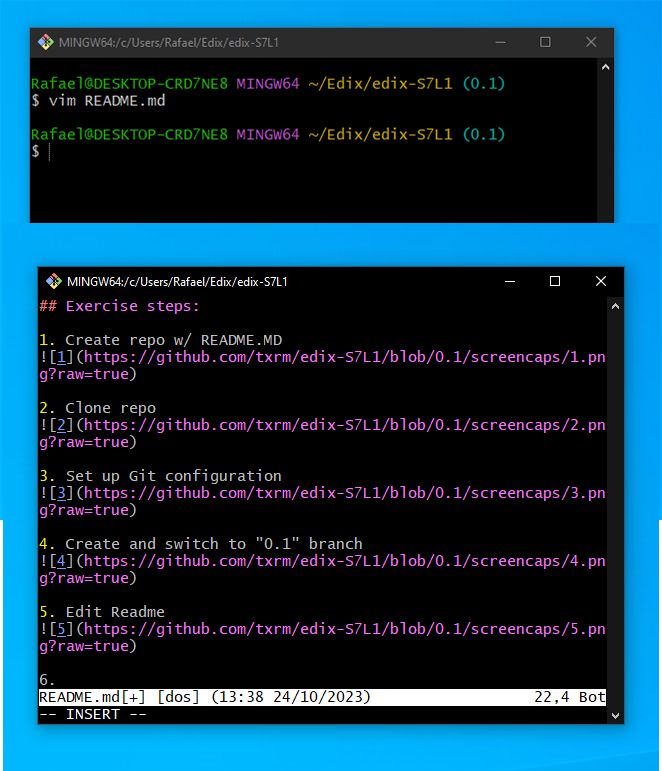 MINGW64:/c/Users/Rafael/Edix/edix-S7L1
Rafael@DESKTOP-CRD7NE8 MINGW64 ~/Edix/edix-S7L1 (0.1)
$ vim README.md
Rafael@DESKTOP-CRD7NE8 MINGW64 ~/Edix/edix-S7L1 (0.1)
$
MINGW64:/c/Users/Rafael/Edix/edix-S7L1
## Exercise steps:
1. Create repo w/ README.MD
![1](https://github.com/txrm/edix-S7L1/blob/0.1/screencaps/1.pn
g?raw=true)
2. Clone repo
![2](https://github.com/txrm/edix-S7L1/blob/0.1/screencaps/2.pn
g?raw=true)
3. Set up Git configuration
![3](https://github.com/txrm/edix-S7L1/blob/0.1/screencaps/3.pn
g?raw=true)
4. Create and switch to "0.1" branch
![4](https://github.com/txrm/edix-S7L1/blob/0.1/screencaps/4.pn
g?raw=true)
5. Edit Readme
![5](https://github.com/txrm/edix-S7L1/blob/0.1/screencaps/5.pn
g?raw=true)
6.
README.md[+] [dos] (13:38 24/10/2023) 22,4 Bot
-- INSERT --